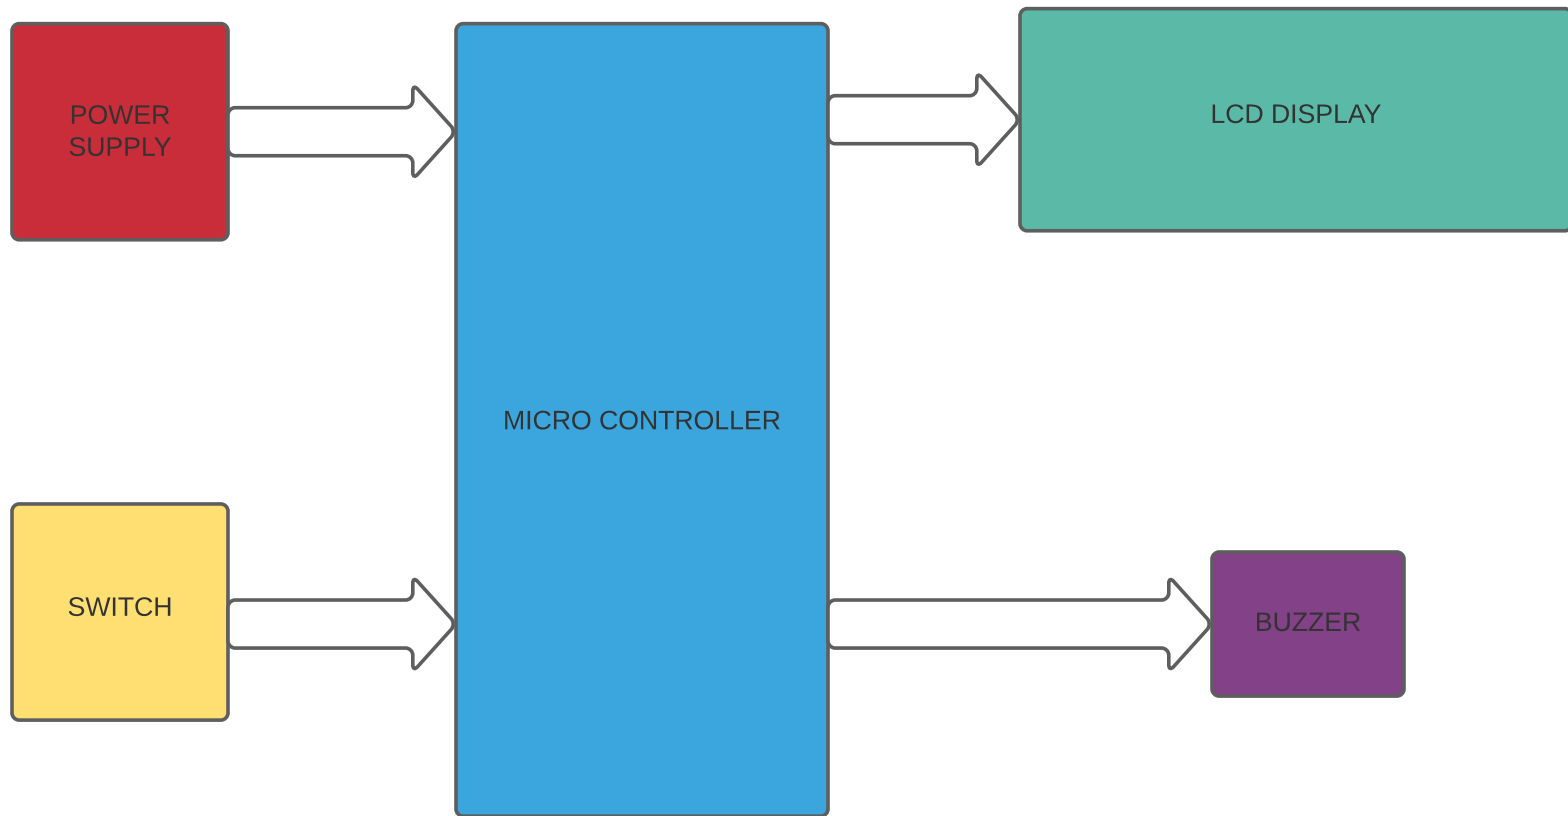 POWER
SUPPLY
LCD DISPLAY
MICRO CONTROLLER
SWITCH
BUZZER